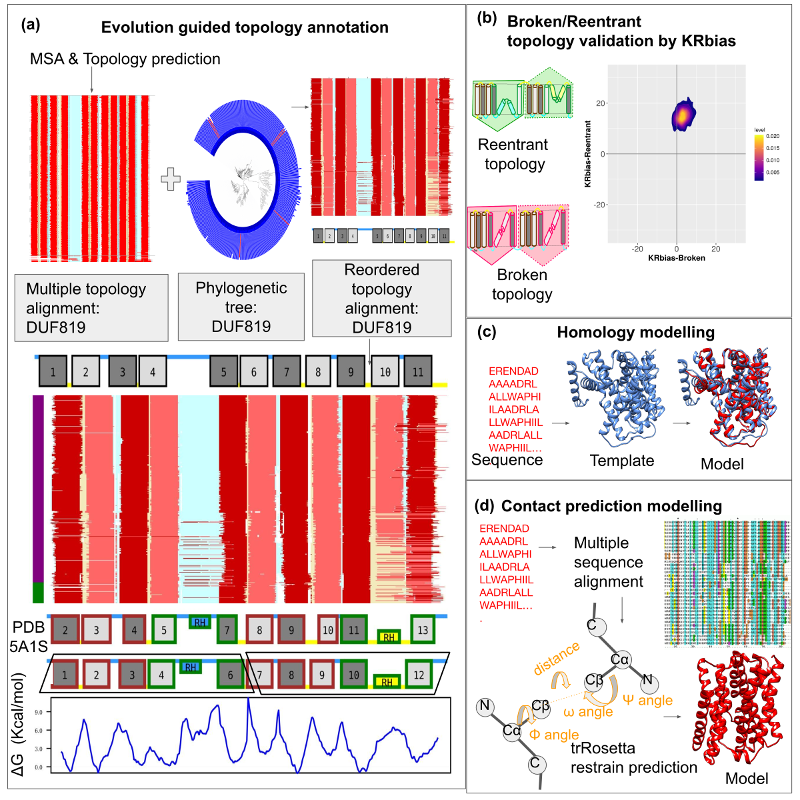 (a)
Evolution guided topology annotation
MSA & Topology prediction
1 2 3 4 5 6 7 8 9 10 11
Multiple topology
alignment:
DUF819
Phylogenetic
tree:
DUF819
Reordered
topology
alignment:
DUF819
1 2 3 4 5 6 7 8 9 10 11
PDB
5A1S
2 3 4 5 RH 7 8 9 10 11 RH 13
1 2 3 4 RH 6 7 8 9 10 RH 12
ΔG (Kcal/mol)
9.0
6.0
3.0
0.0
(b)
Broken/Reentrant
topology validation by KRbias
Reentrant
topology
Broken
topology
KRbias-Reentrant
20
0
-20
-20 0 20
KRbias-Broken
level
0.020
0.015
0.010
0.005
(c)
Homology modelling
ERENDAD
AAAADRL
ALLWAPHI
ILAADRLA
LLWAPHIIL
AADRLALL
WAPHIL...
Sequence
Template
Model
(d)
Contact prediction modelling
ERENDAD
AAAADRL
ALLWAPHI
ILAADRLA
LLWAPHIIL
AADRLALL
WAPHIIL...
.
Multiple
sequence
alignment
C
Cα
N
Cβ
distance
ω angle
Ψ angle
N
Cβ
Cα
Φ angle
C
trRosetta
restrain prediction
Model